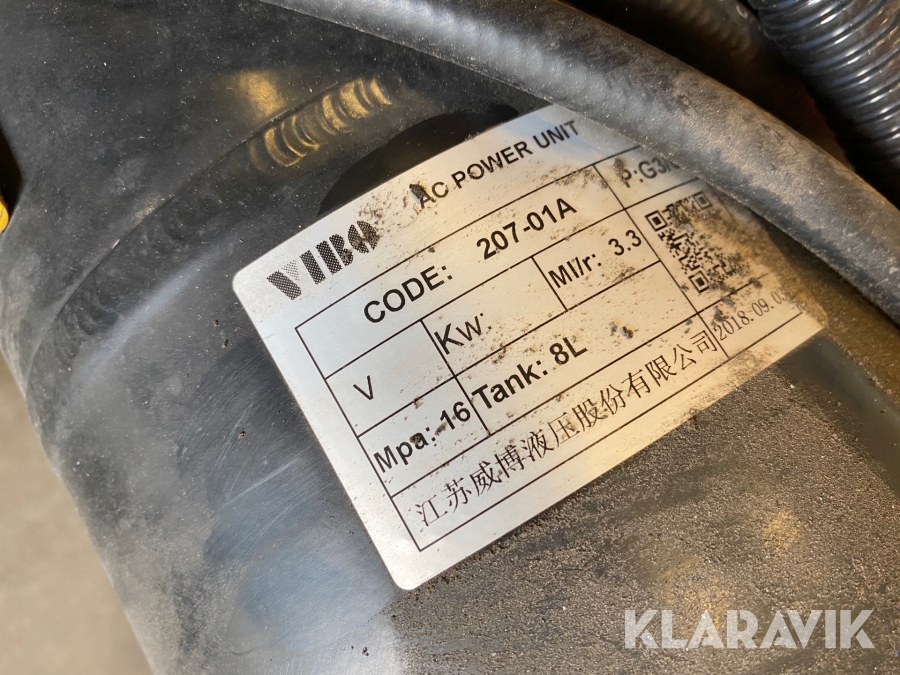 VIBO AC POWER UNIT
CODE: 207-01A
V Kw: Ml/r: 3.3
Mpa: 16 Tank: 8L
江苏威博液压股份有限公司
KLARAVIK